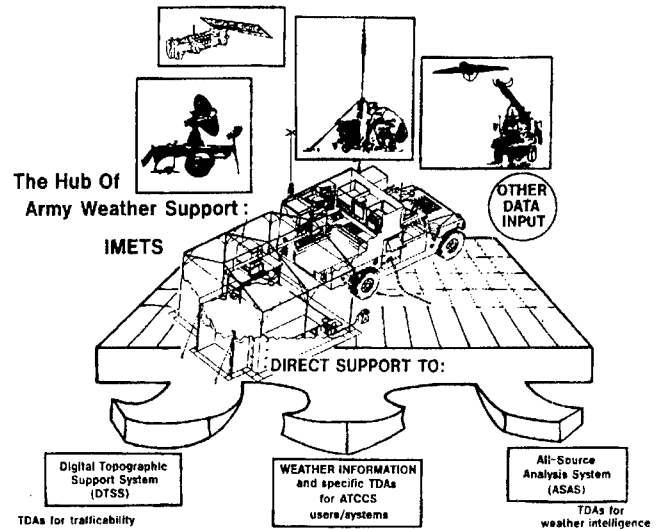 The Hub Of
Army Weather Support:
IMETS
OTHER
DATA
INPUT
DIRECT SUPPORT TO:
Digital Topographic
Support System
(DTSS)
TDAs for trafficability
WEATHER INFORMATION
and specific TDAs
for ATCCS
users/systems
All-Source
Analysis System
(ASAS)
TDAs for
weather intelligence